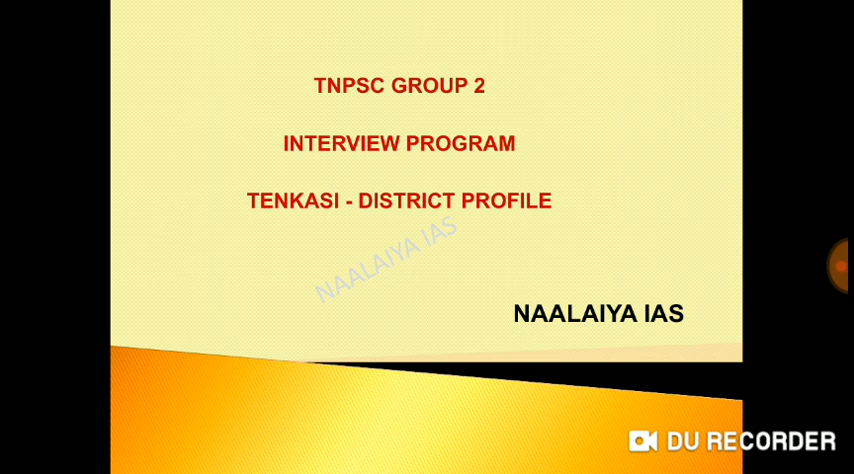 TNPSC GROUP 2
INTERVIEW PROGRAM
TENKASI - DISTRICT PROFILE
NAALAIYA IAS
NAALAIYA IAS
DU RECORDER